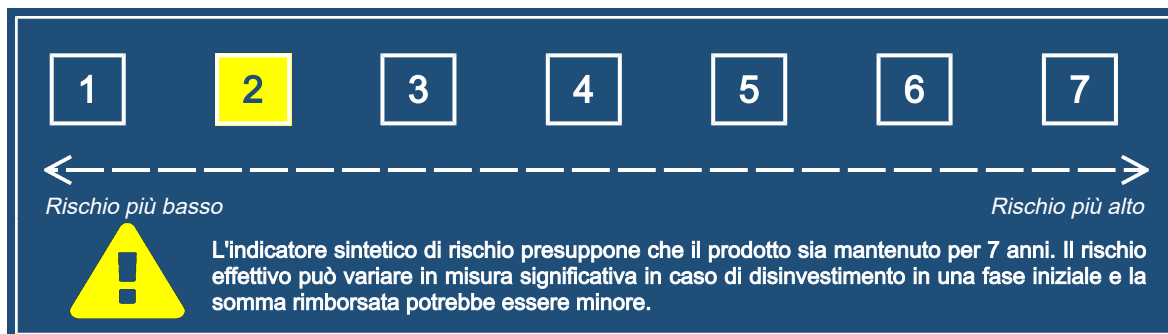 1 2 3 4 5 6 7
Rischio più basso Rischio più alto
L'indicatore sintetico di rischio presuppone che il prodotto sia mantenuto per 7 anni. Il rischio
effettivo può variare in misura significativa in caso di disinvestimento in una fase iniziale e la
somma rimborsata potrebbe essere minore.